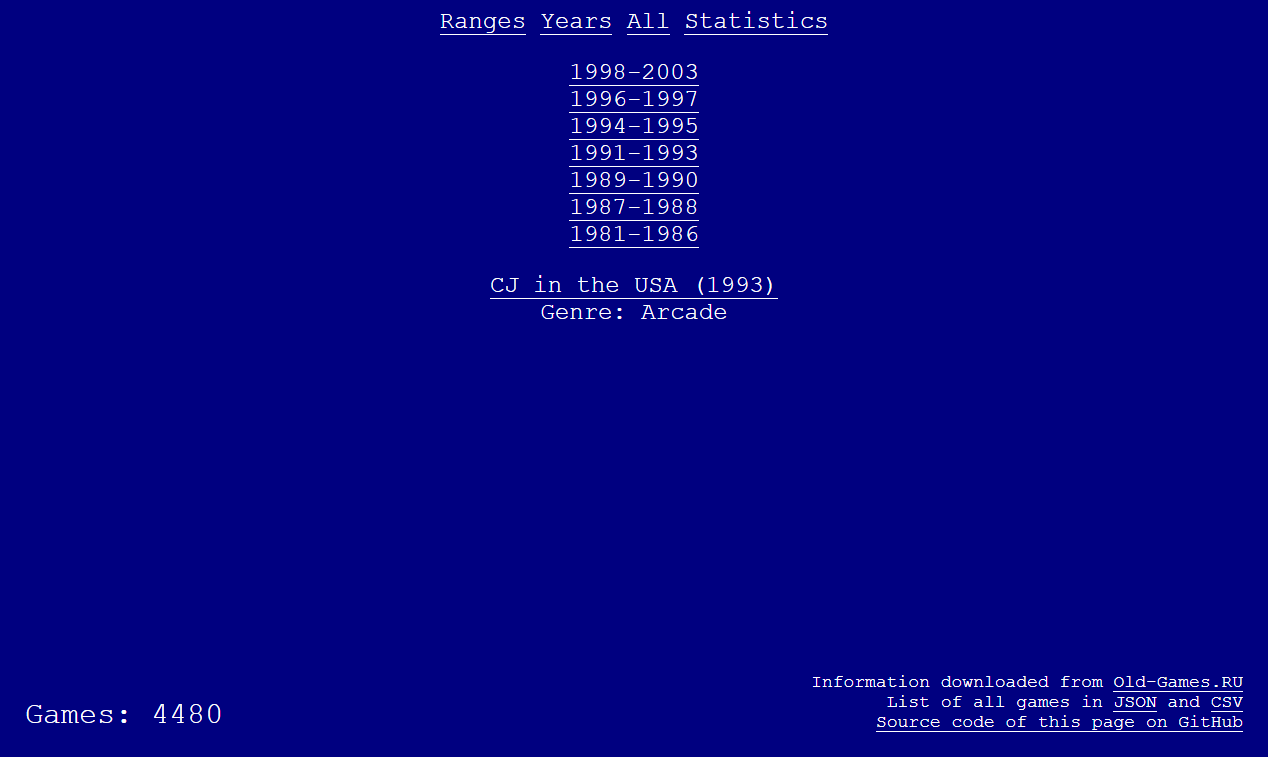 Ranges Years All Statistics
1998-2003
1996-1997
1994-1995
1991-1993
1989-1990
1987-1988
1981-1986
CJ in the USA (1993)
Genre: Arcade
Games: 4480
Information downloaded from Old-Games.RU
List of all games in JSON and CSV
Source code of this page on GitHub